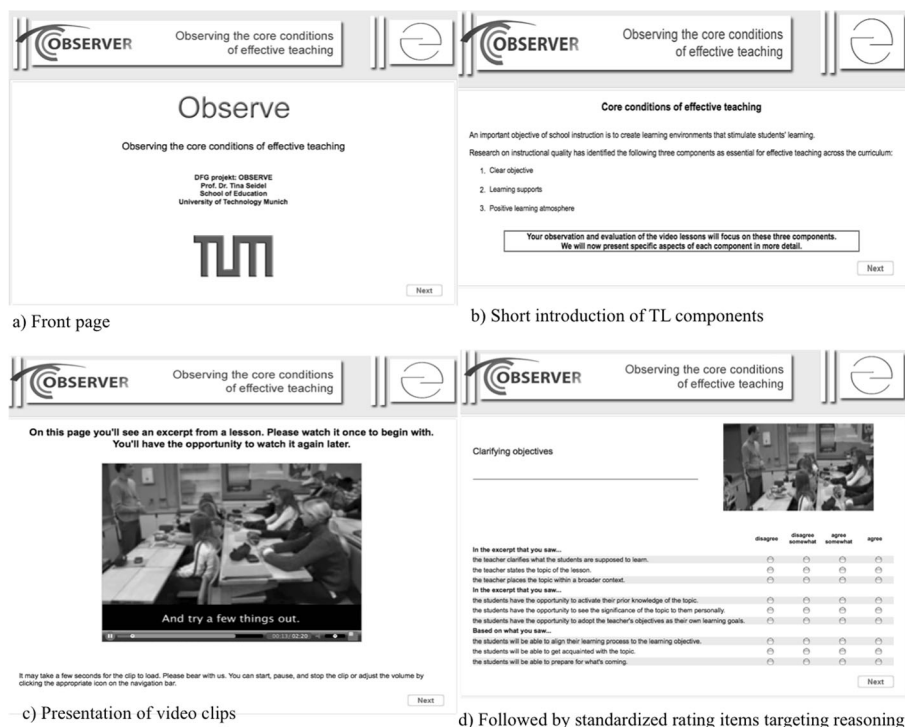 OBSERVER
Observing the core conditions
of effective teaching
Observe
Observing the core conditions of effective teaching
DFG projekt: OBSERVE
Prof. Dr. Tina Seidel
School of Education
University of Technology Munich
TUM
Next
a) Front page
OBSERVER
Observing the core conditions
of effective teaching
Core conditions of effective teaching
An important objective of school instruction is to create learning environments that stimulate students' learning.
Research on instructional quality has identified the following three components as essential for effective teaching across the curriculum:
1. Clear objective
2. Learning supports
3. Positive learning atmosphere
Your observation and evaluation of the video lessons will focus on these three components.
We will now present specific aspects of each component in more detail.
Next
b) Short introduction of TL components
OBSERVER
Observing the core conditions
of effective teaching
On this page you'll see an excerpt from a lesson. Please watch it once to begin with.
You'll have the opportunity to watch it again later.
And try a few things out.
00:13/02:20
It may take a few seconds for the clip to load. Please bear with us. You can start, pause, and stop the clip or adjust the volume by
clicking the appropriate icon on the navigation bar.
Next
c) Presentation of video clips
OBSERVER
Observing the core conditions
of effective teaching
Clarifying objectives
disagree disagree somewhat agree somewhat agree
In the excerpt that you saw...
the teacher clarifies what the students are supposed to learn.
the teacher states the topic of the lesson.
the teacher places the topic within a broader context.
In the excerpt that you saw...
the students have the opportunity to activate their prior knowledge of the topic.
the students have the opportunity to see the significance of the topic to them personally.
the students have the opportunity to adopt the teacher's objectives as their own learning goals.
Based on what you saw...
the students will be able to align their learning process to the learning objective.
the students will be able to get acquainted with the topic.
the students will be able to prepare for what's coming.
Next
d) Followed by standardized rating items targeting reasoning